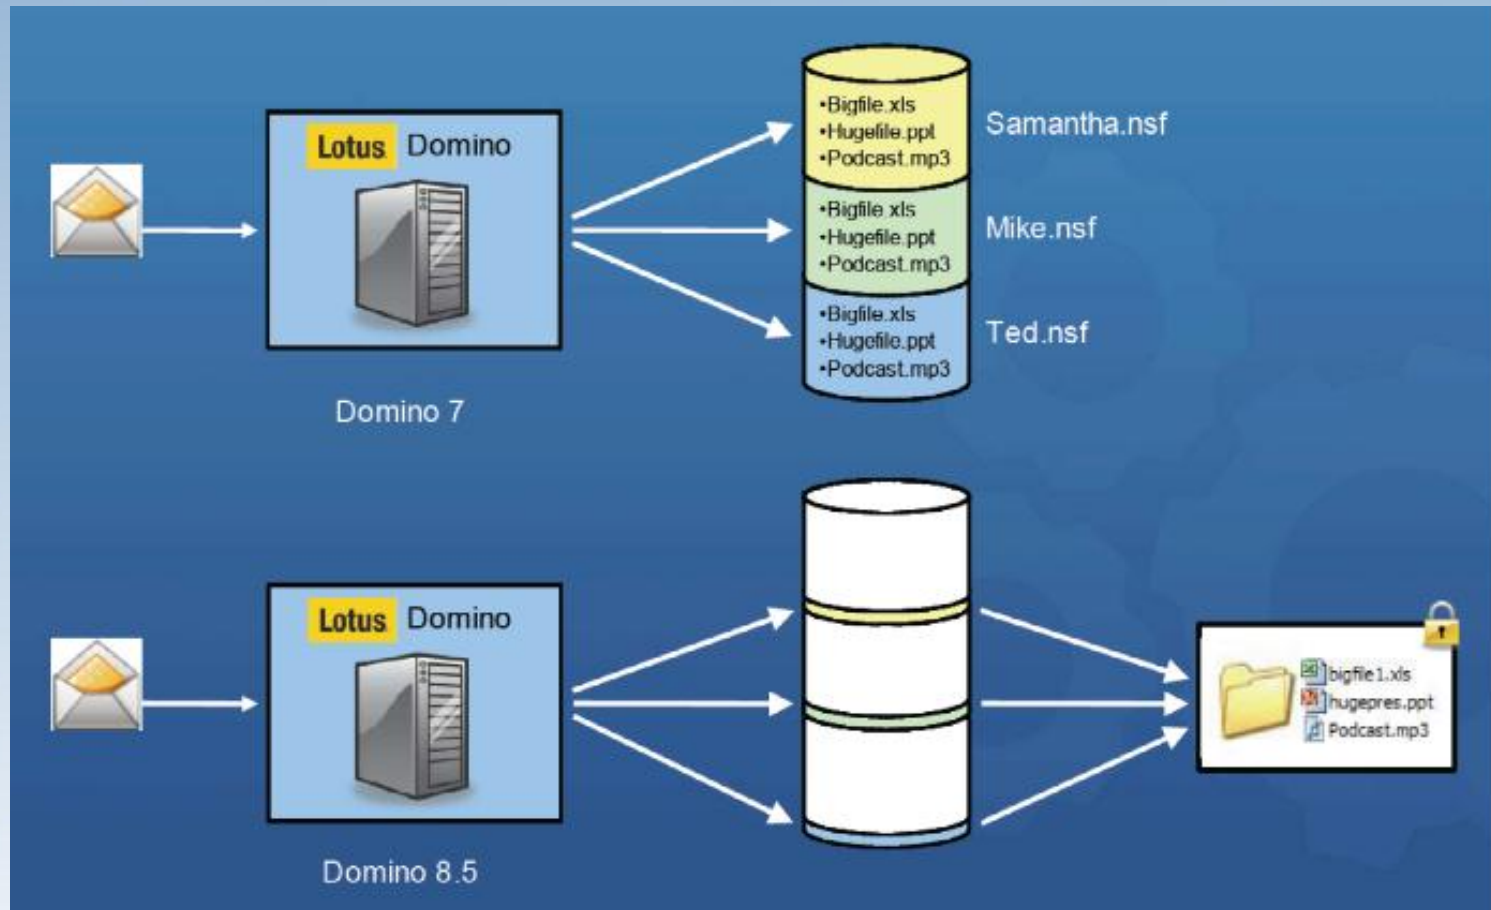 Lotus Domino
•Bigfile.xls
•Hugefile.ppt
•Podcast.mp3
Samantha.nsf
•Bigfile.xls
•Hugefile.ppt
•Podcast.mp3
Mike.nsf
•Bigfile.xls
•Hugefile.ppt
•Podcast.mp3
Ted.nsf
Domino 7
Lotus Domino
bigfile1.xls
hugepres.ppt
Podcast.mp3
Domino 8.5